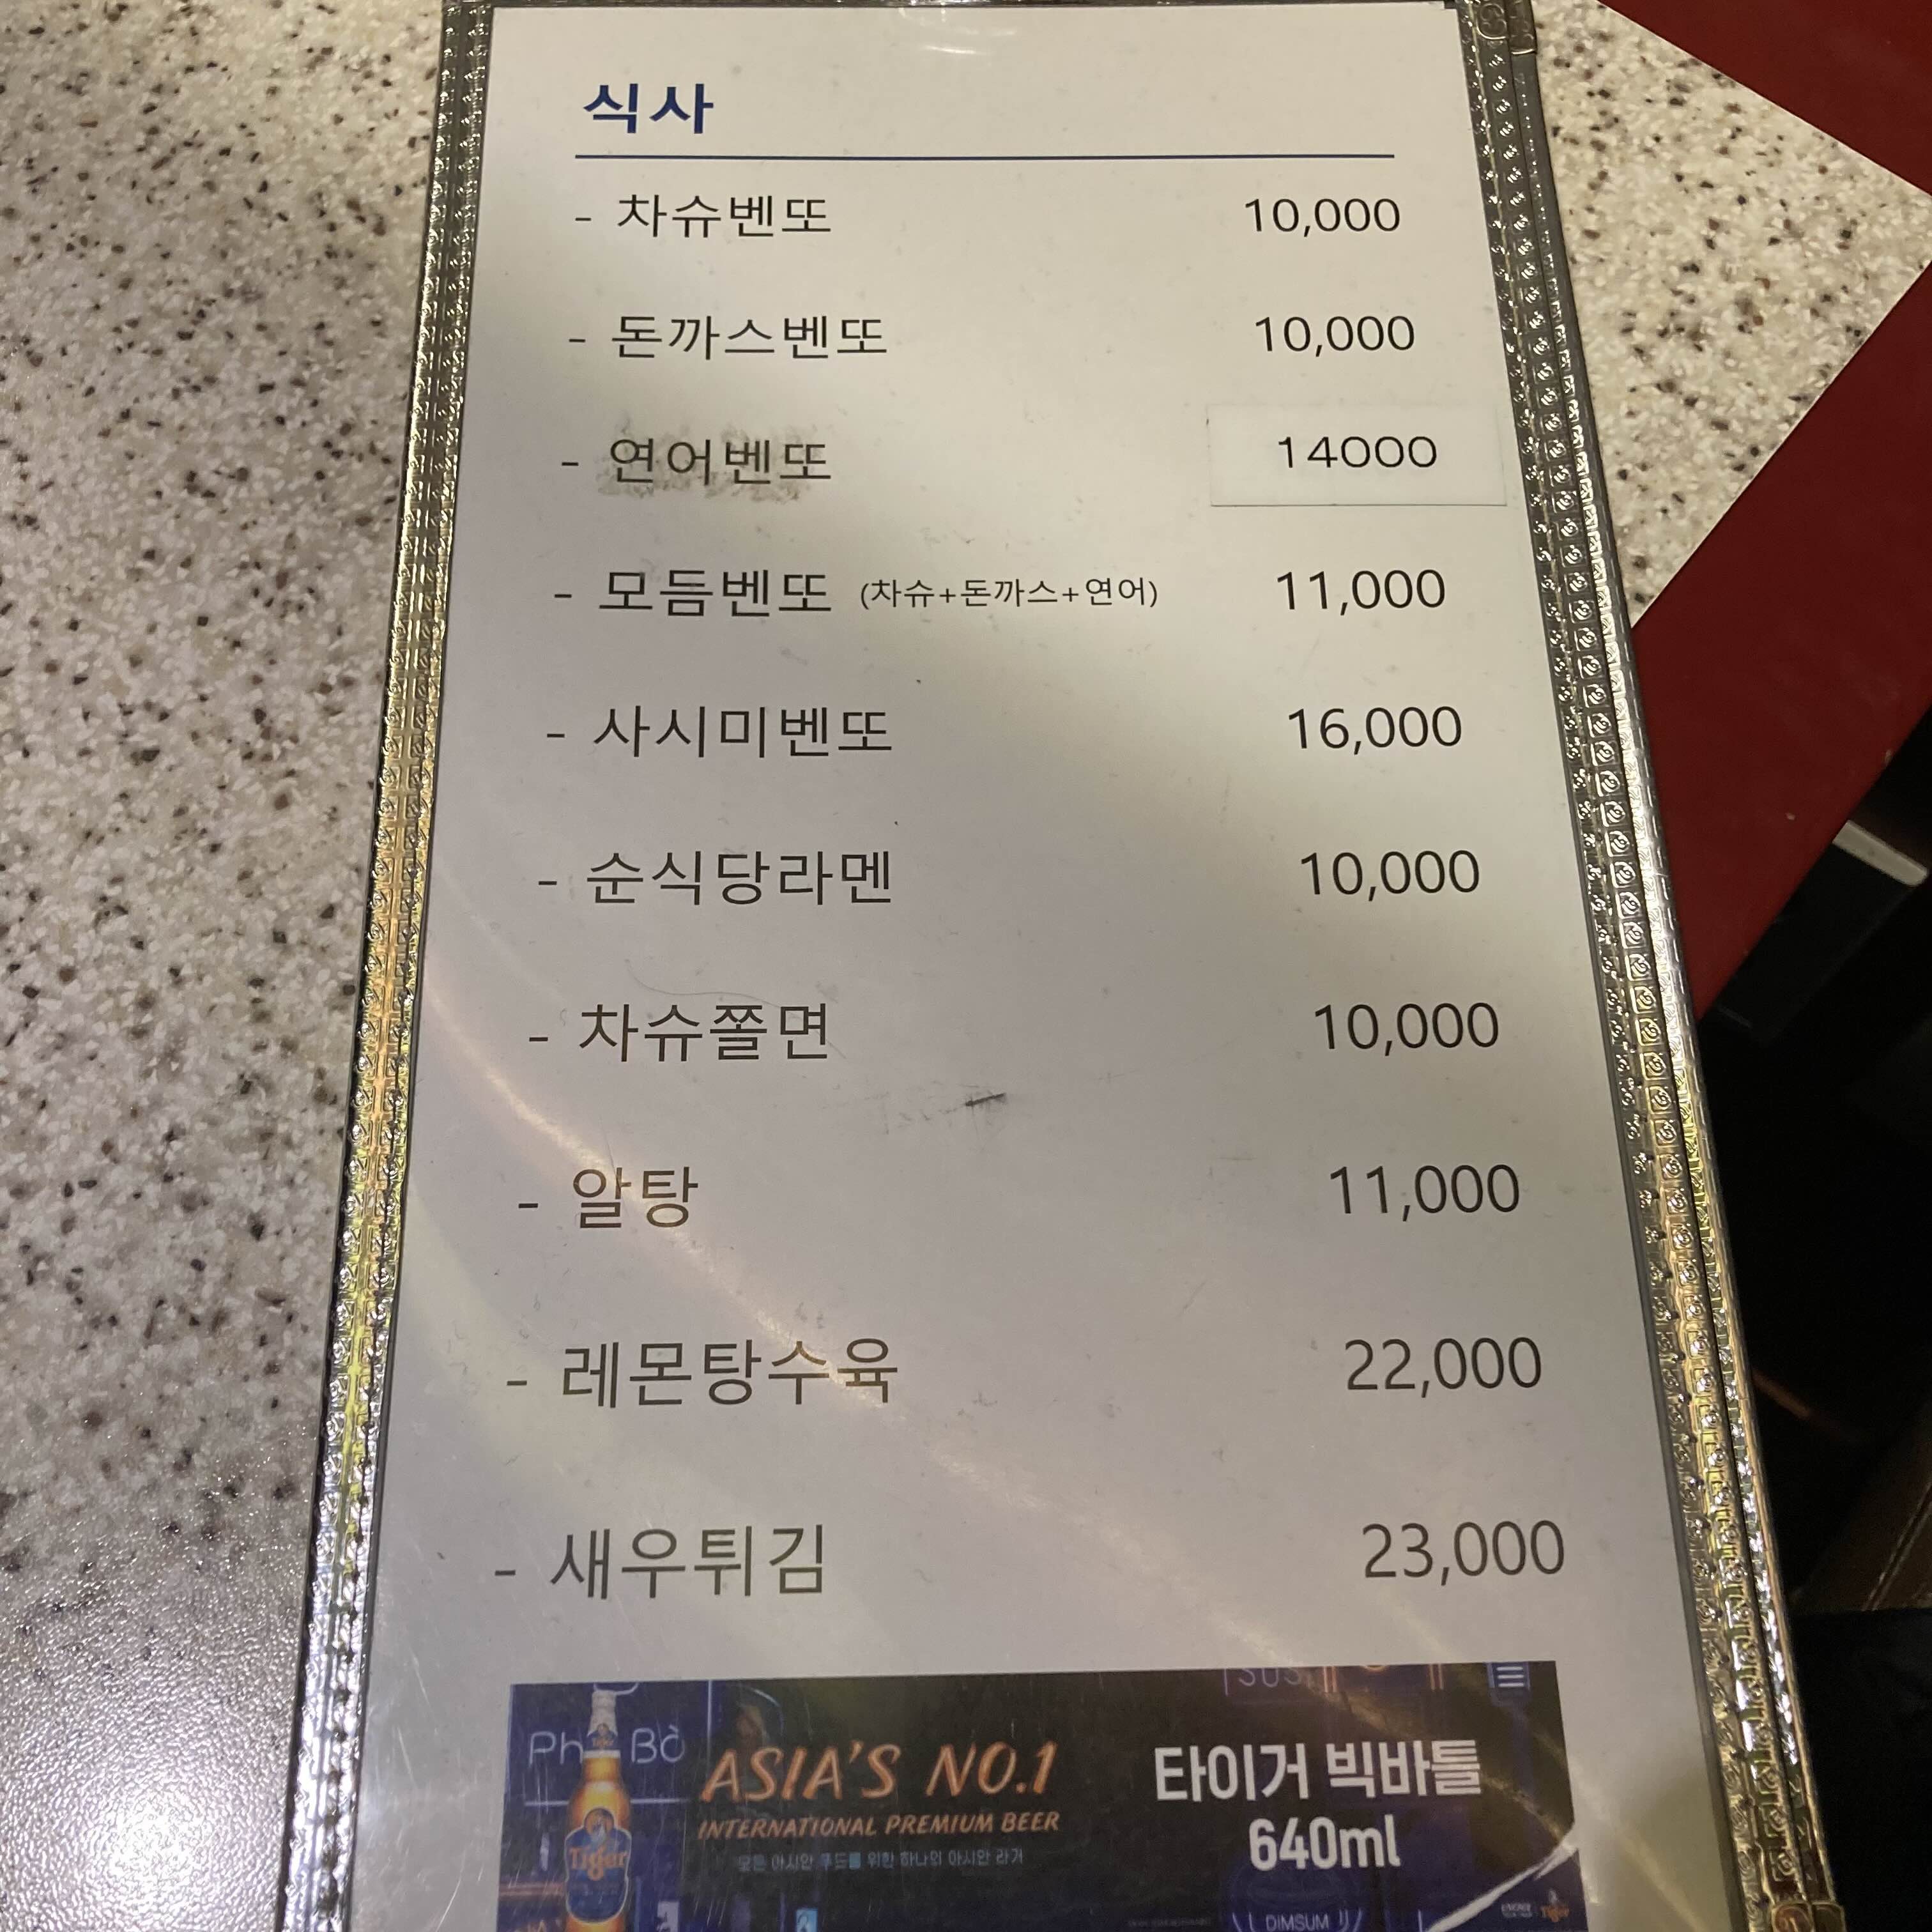 식사
- 차슈벤또 10,000
- 돈까스벤또 10,000
- 연어벤또 14000
- 모듬벤또 (차슈+돈까스+연어) 11,000
- 사시미벤또 16,000
- 순식당라멘 10,000
- 차슈쫄면 10,000
- 알탕 11,000
- 레몬탕수육 22,000
- 새우튀김 23,000
Bò
ASIA'S NO.1
INTERNATIONAL PREMIUM BEER
모든 아시안 푸드를 위한 하나의 아시안 라거
타이거 빅바틀
640ml
Tiger
DIMSUM